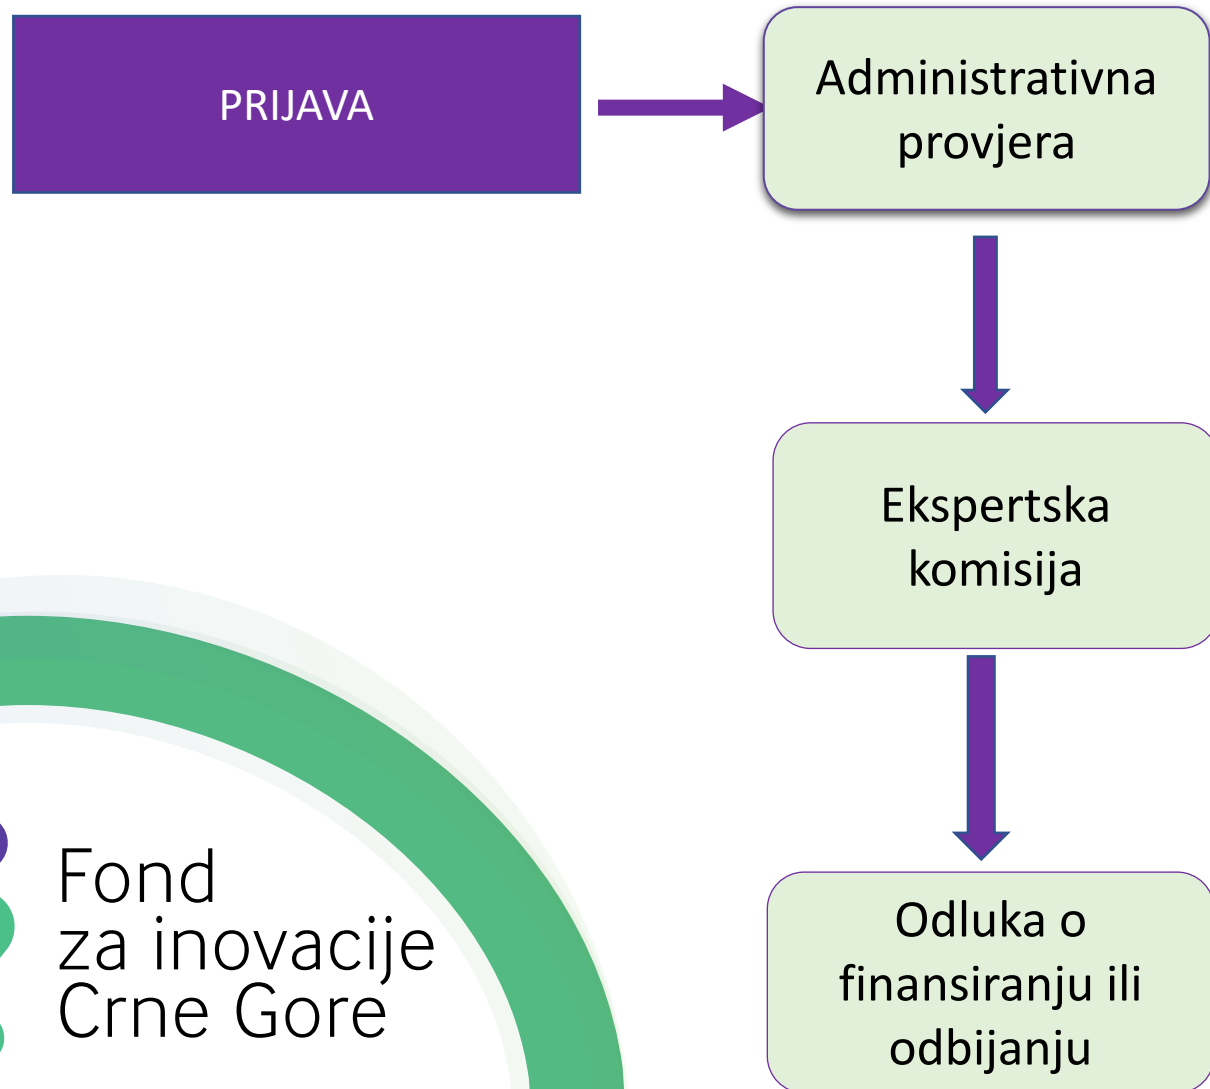 PRIJAVA
Administrativna
provjera
Ekspertska
komisija
Odluka o
finansiranju ili
odbijanju
Fond
za inovacije
Crne Gore